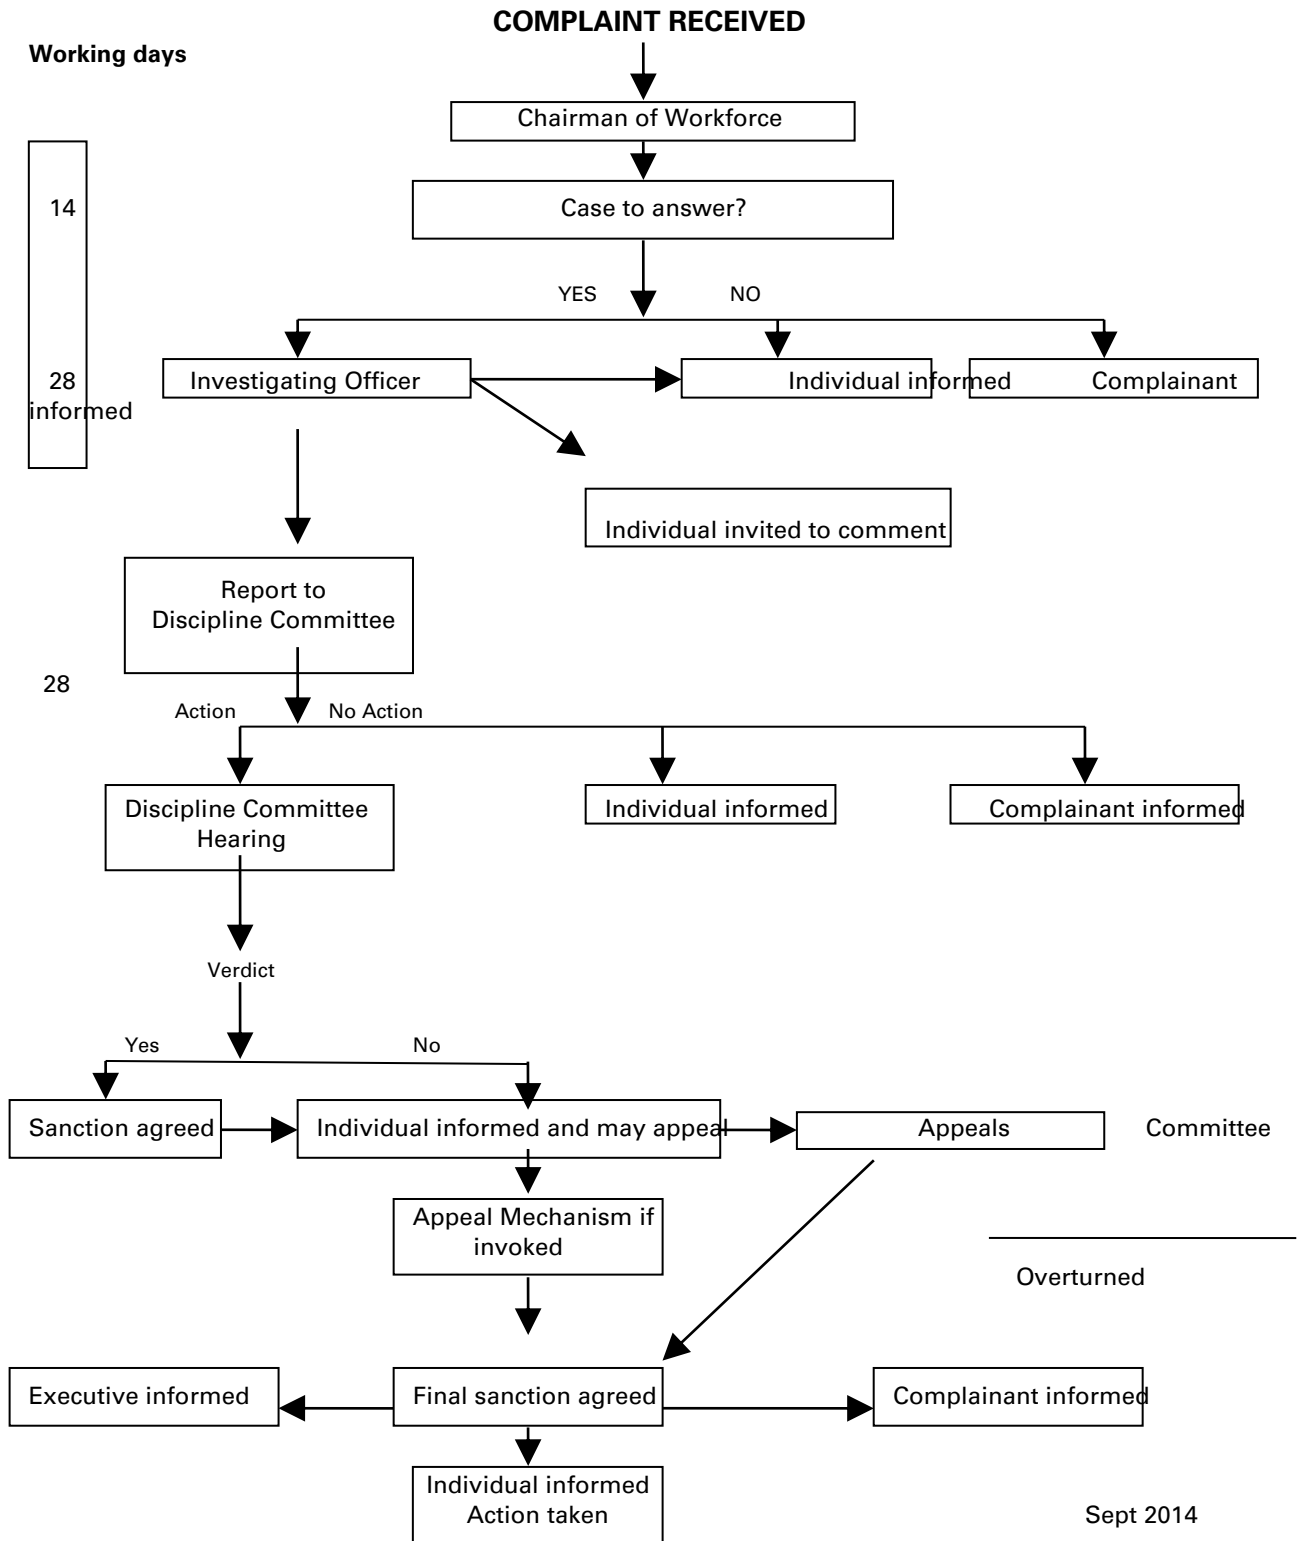 COMPLAINT RECEIVED
Working days
Chairman of Workforce
14
Case to answer?
YES NO
28 Investigating Officer Individual informed Complainant
informed
Individual invited to comment
Report to
Discipline Committee
28
Action No Action
Discipline Committee
Hearing
Individual informed
Complainant informed
Verdict
Yes No
Sanction agreed Individual informed and may appeal Appeals Committee
Appeal Mechanism if
invoked
Overturned
Executive informed Final sanction agreed Complainant informed
Individual informed
Action taken
Sept 2014